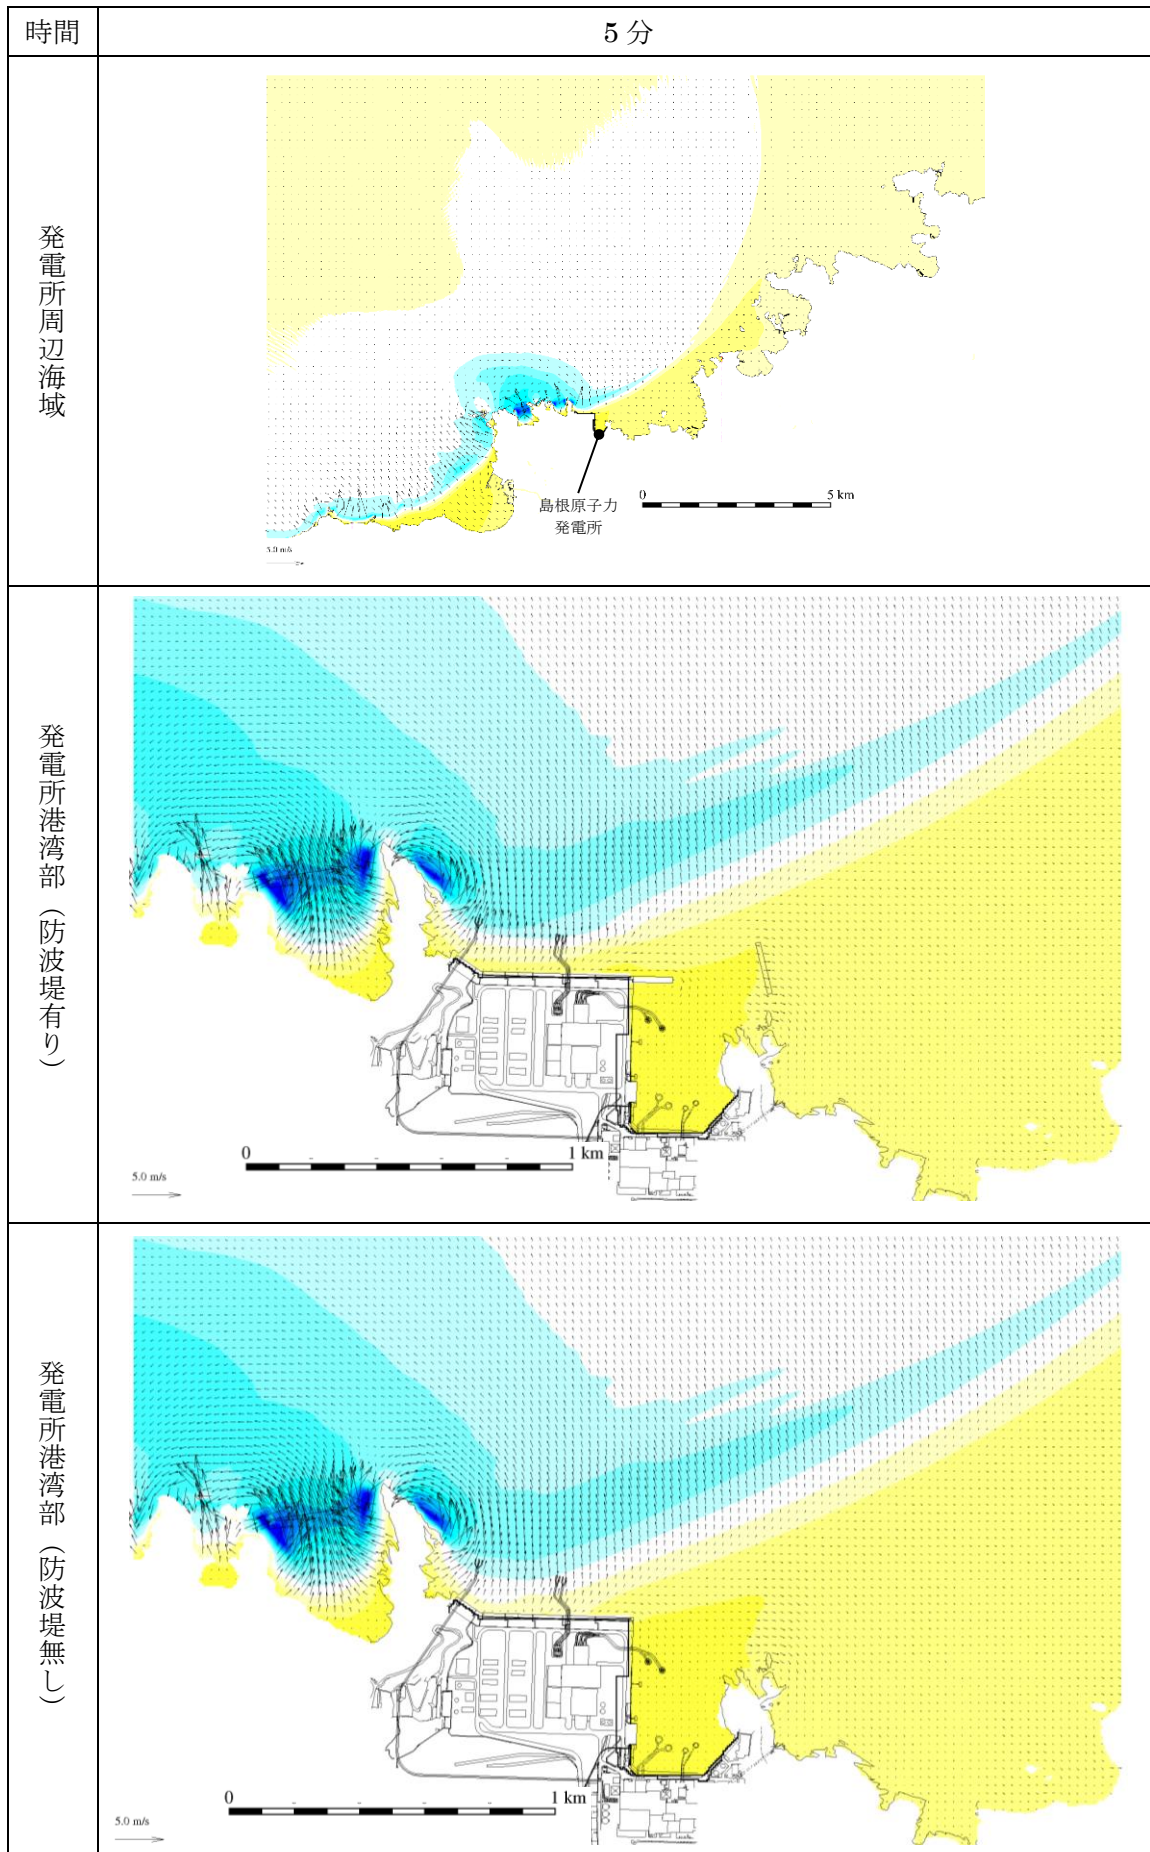 時間
5分
発電所周辺海域
島根原子力
発電所
0 5 km
5.0 m/s
発電所港湾部（防波堤有り）
0 1 km
5.0 m/s
発電所港湾部（防波堤無し）
0 1 km
5.0 m/s